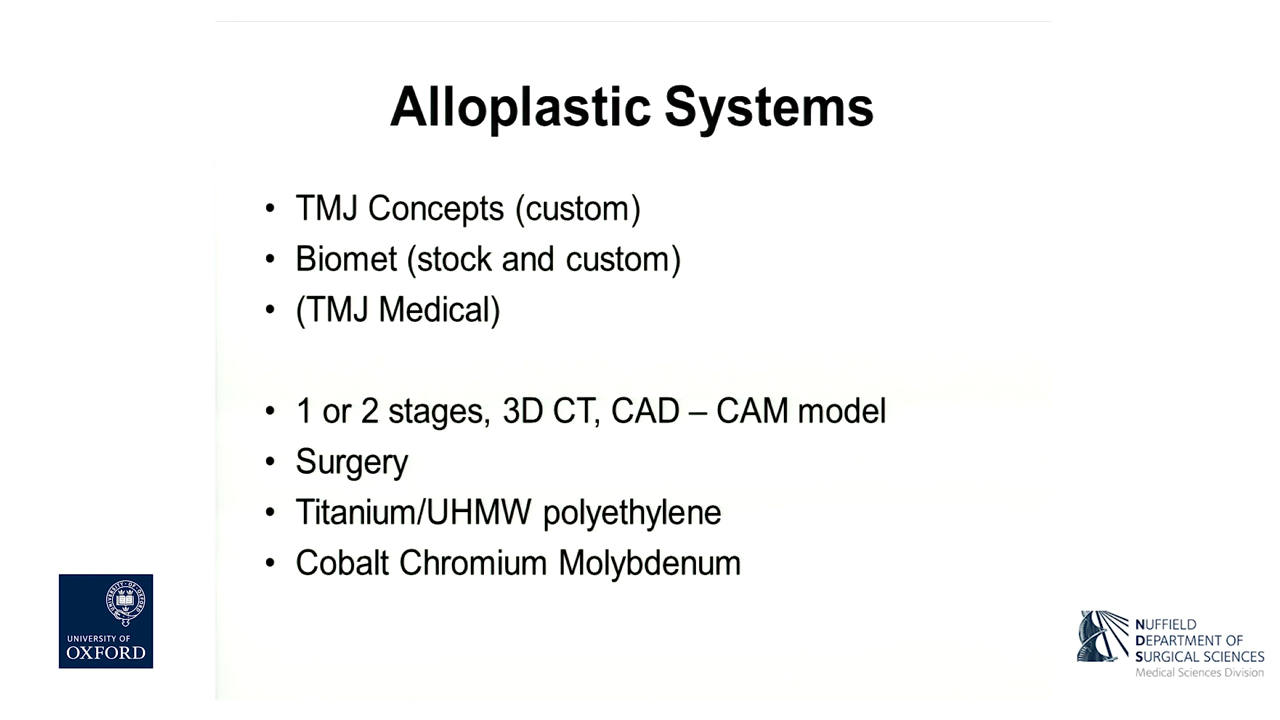 Alloplastic Systems
• TMJ Concepts (custom)
• Biomet (stock and custom)
• (TMJ Medical)
• 1 or 2 stages, 3D CT, CAD – CAM model
• Surgery
• Titanium/UHMW polyethylene
• Cobalt Chromium Molybdenum
UNIVERSITY OF
OXFORD
NUFFIELD
DEPARTMENT OF
SURGICAL SCIENCES
Medical Sciences Division